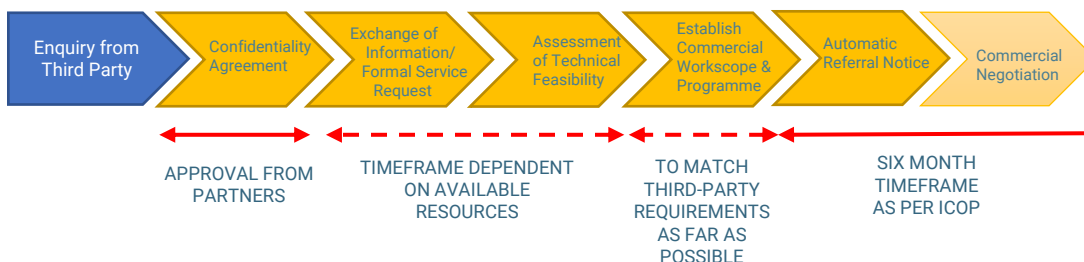 Enquiry from
Third Party
Confidentiality
Agreement
Exchange of
Information/
Formal Service
Request
Assessment
of Technical
Feasibility
Establish
Commercial
Workscope &
Programme
Automatic
Referral Notice
Commercial
Negotiation
APPROVAL FROM
PARTNERS
TIMEFRAME DEPENDENT
ON AVAILABLE
RESOURCES
TO MATCH
THIRD-PARTY
REQUIREMENTS
AS FAR AS
POSSIBLE
SIX MONTH
TIMEFRAME
AS PER ICOP